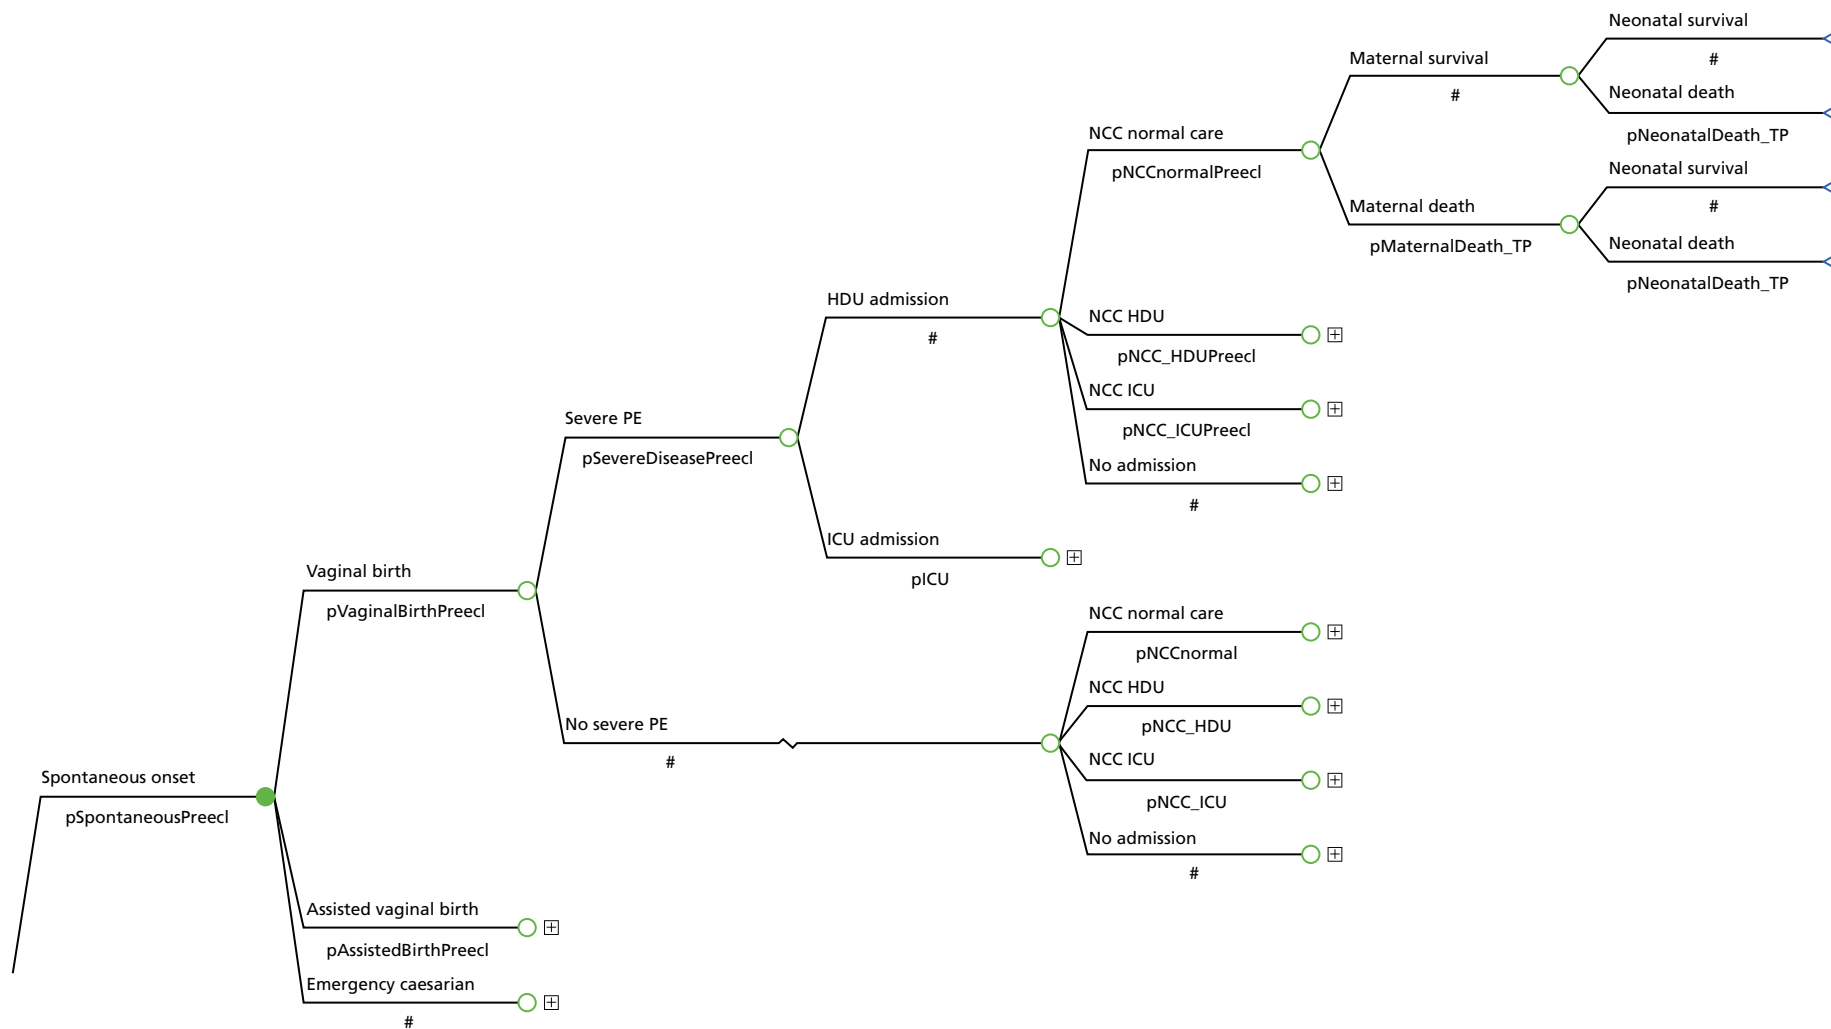 Neonatal survival
#
Neonatal death
pNeonatalDeath_TP
Maternal survival
#
Neonatal survival
#
Neonatal death
pNeonatalDeath_TP
Maternal death
pMaternalDeath_TP
NCC normal care
pNCCnormalPreecl
NCC HDU
pNCC_HDUPreecl
NCC ICU
pNCC_ICUPreecl
No admission
#
HDU admission
#
ICU admission
pICU
Severe PE
pSevereDiseasePreecl
NCC normal care
pNCCnormal
NCC HDU
pNCC_HDU
NCC ICU
pNCC_ICU
No admission
#
No severe PE
#
Vaginal birth
pVaginalBirthPreecl
Spontaneous onset
pSpontaneousPreecl
Assisted vaginal birth
pAssistedBirthPreecl
Emergency caesarian
#